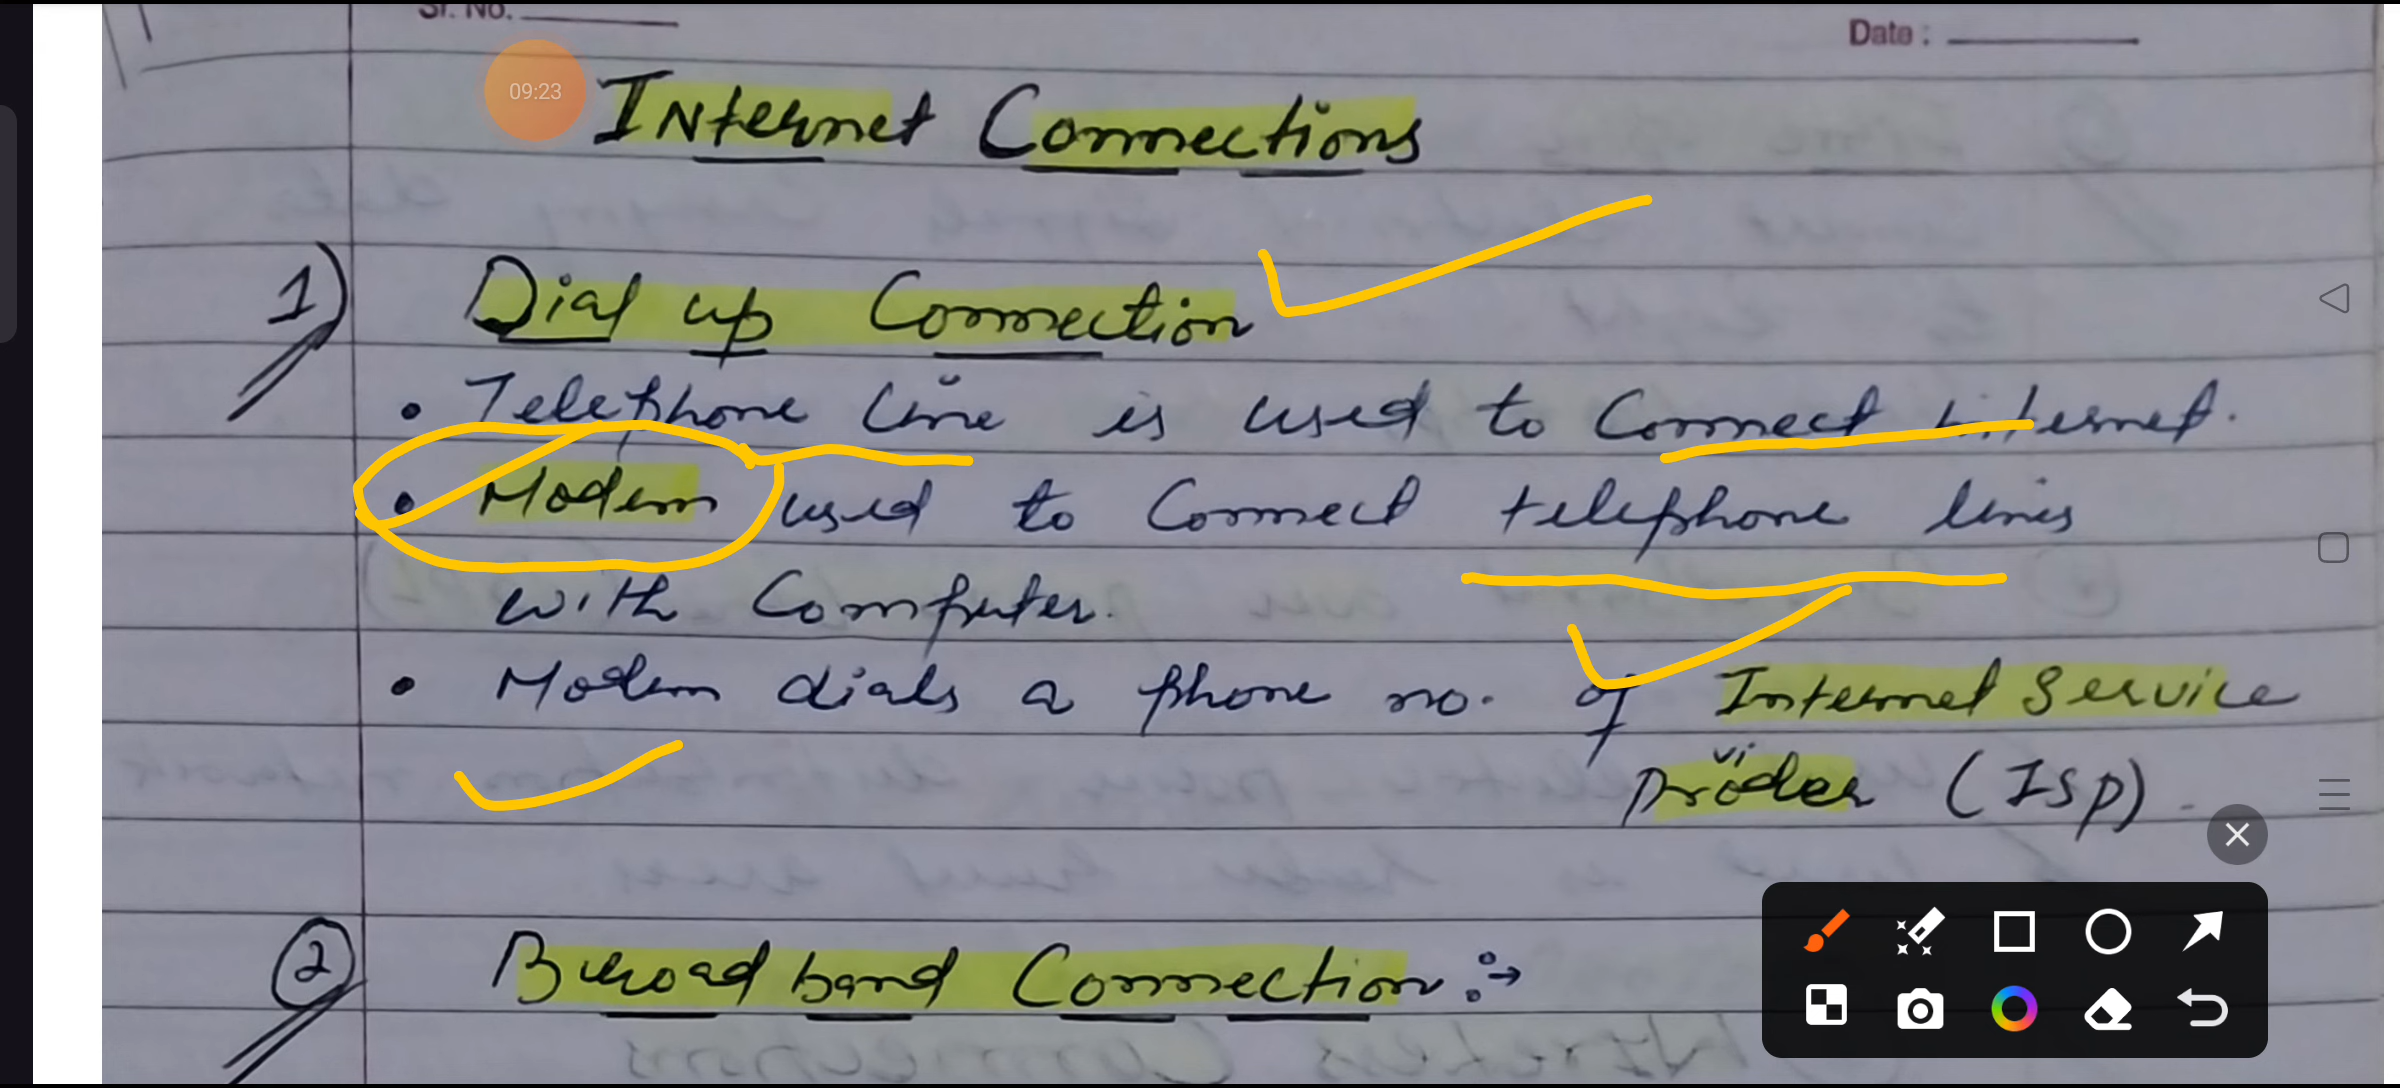 Sr. No.
Date :
09:23
Internet Connections
1) Dial up Connection
• Telephone line is used to Connect internet.
• Modem used to Connect telephone lines
with Computer.
• Modem dials a phone no. of Internet Service
Provider (ISP).
2 Broad band Connection :→